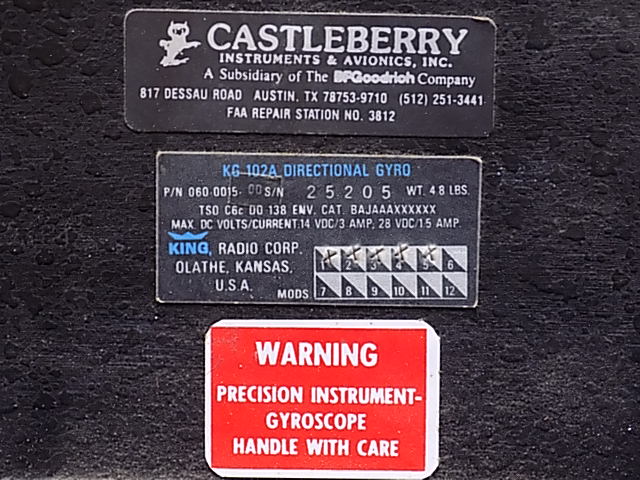 CASTLEBERRY
INSTRUMENTS & AVIONICS, INC.
A Subsidiary of The BFGoodrich Company
817 DESSAU ROAD AUSTIN, TX 78753-9710 (512) 251-3441
FAA REPAIR STATION NO. 3812
KG 102A DIRECTIONAL GYRO
P/N 060-0015-00 S/N 25205 WT. 4.8 LBS.
TSO C6c DO 138 ENV. CAT. BAJAAAXXXXXX
MAX. DC VOLTS/CURRENT 14 VDC/3 AMP, 28 VDC/1.5 AMP.
KING RADIO CORP.
OLATHE, KANSAS,
U.S.A.
MODS.
1 2 3 4 5 6
7 8 9 10 11 12
WARNING
PRECISION INSTRUMENT-
GYROSCOPE
HANDLE WITH CARE